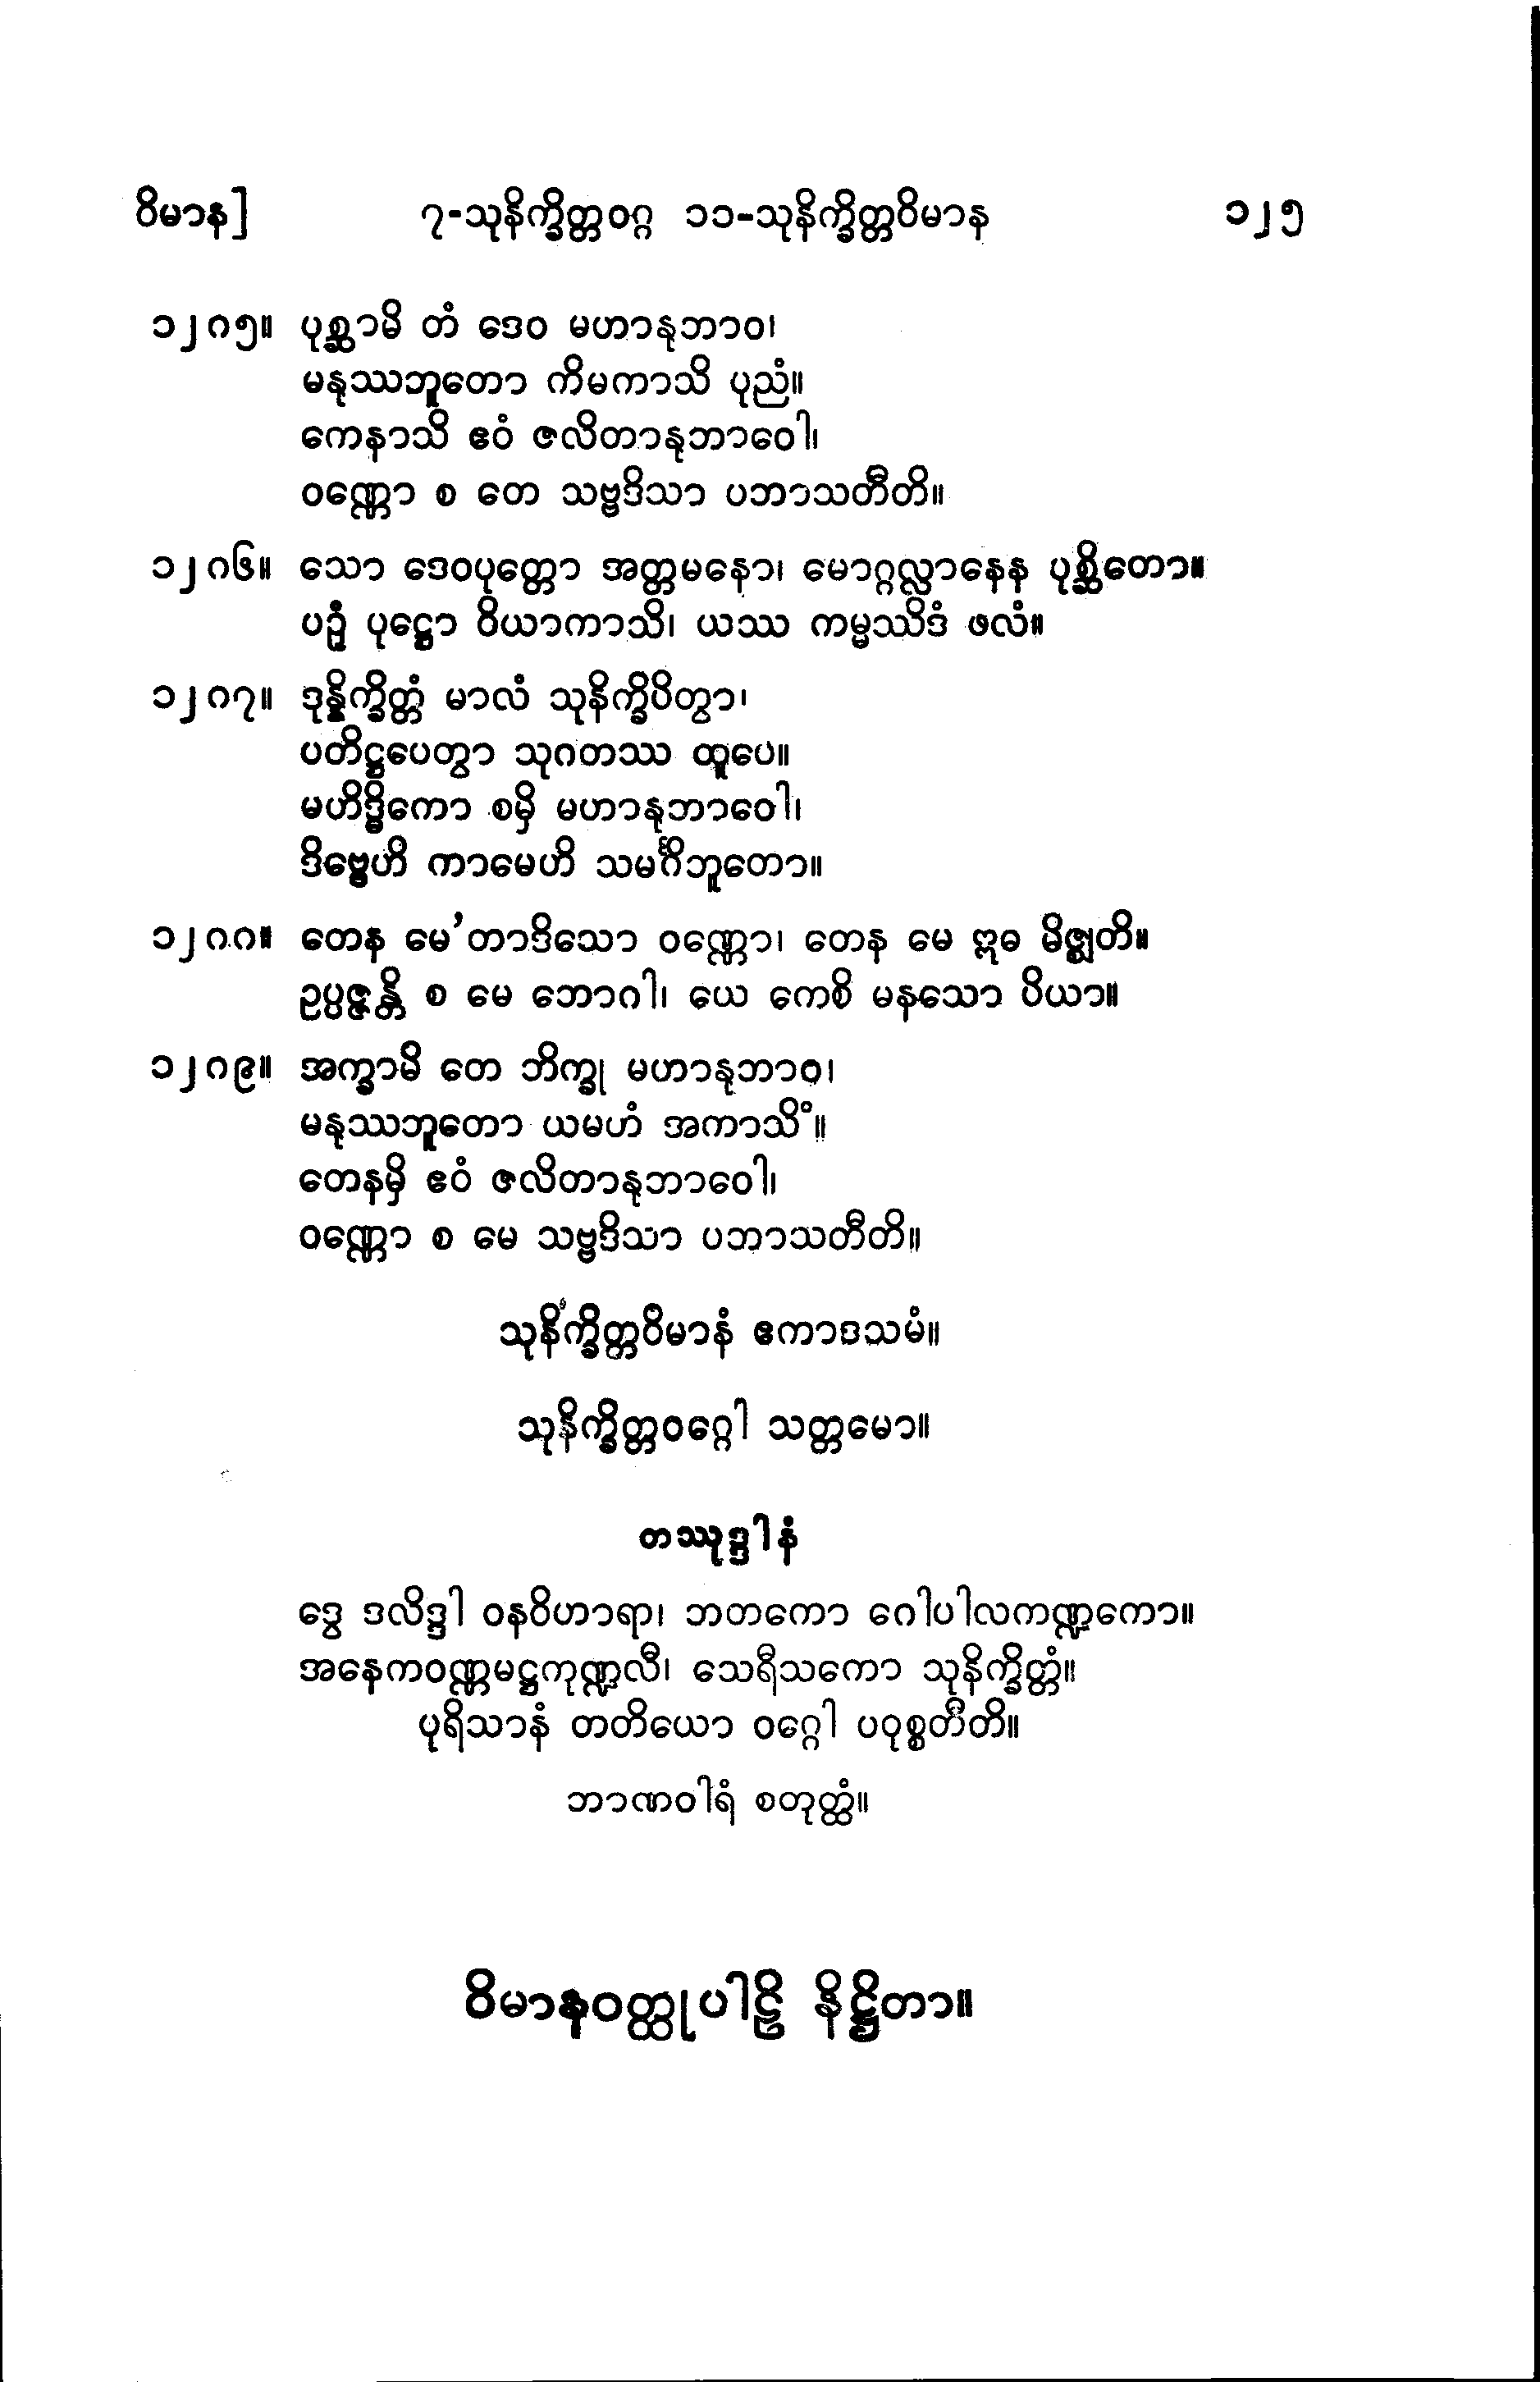 ဝိမာန]	၇-သုနိက္ခိတ္တဝဂ္ဂ ၁၁-သုနိက္ခိတ္တဝိမာန	၁၂၅
၁၂၈၅။ ပုစ္ဆာမိ တံ ဒေဝ မဟာနုဘာဝ၊
မနုဿဘူတော ကိမကာသိ ပုညံ။
ကေနာသိ ဧဝံ ဇလိတာနုဘာဝေါ၊
ဝဏ္ဏော စ တေ သဗ္ဗဒိသာ ပဘာသတီတိ။
၁၂၈၆။ သော ဒေဝပုတ္တော အတ္တမနော၊ မောဂ္ဂလ္လာနေန ပုစ္ဆိတော။
ပဉှံ ပုဋ္ဌော ဝိယာကာသိ၊ ယဿ ကမ္မဿိဒံ ဖလံ။
၁၂၈၇။ ဒုန္နိက္ခိတ္တံ မာလံ သုနိက္ခိပိတွာ၊
ပတိဋ္ဌပေတွာ သုဂတဿ ထူပေ။
မဟိဒ္ဓိကော စမှိ မဟာနုဘာဝေါ၊
ဒိဗ္ဗေဟိ ကာမေဟိ သမင်္ဂိဘူတော။
၁၂၈၈။ တေန မေ’တာဒိသော ဝဏ္ဏော၊ တေန မေ ဣဓ မိဇ္ဈတိ။
ဥပ္ပဇ္ဇန္တိ စ မေ ဘောဂါ၊ ယေ ကေစိ မနသော ပိယာ။
၁၂၈၉။ အက္ခာမိ တေ ဘိက္ခု မဟာနုဘာဝ၊
မနုဿဘူတော ယမဟံ အကာသိံ။
တေနမှိ ဧဝံ ဇလိတာနုဘာဝေါ၊
ဝဏ္ဏော စ မေ သဗ္ဗဒိသာ ပဘာသတီတိ။
သုနိက္ခိတ္တဝိမာနံ ဧကာဒသမံ။
သုနိက္ခိတ္တဝဂ္ဂေါ သတ္တမော။
တဿုဒ္ဒါနံ
ဒွေ ဒလိဒ္ဒါ ဝနဝိဟာရာ၊ ဘတကော ဂေါပါလကဏ္ဍကော။
အနေကဝဏ္ဏမဋ္ဌကုဏ္ဍလီ၊ သေရီသကော သုနိက္ခိတ္တံ။
ပုရိသာနံ တတိယော ဝဂ္ဂေါ ပဝုစ္စတီတိ။
ဘာဏဝါရံ စတုတ္ထံ။
ဝိမာနဝတ္ထုပါဠိ နိဋ္ဌိတာ။